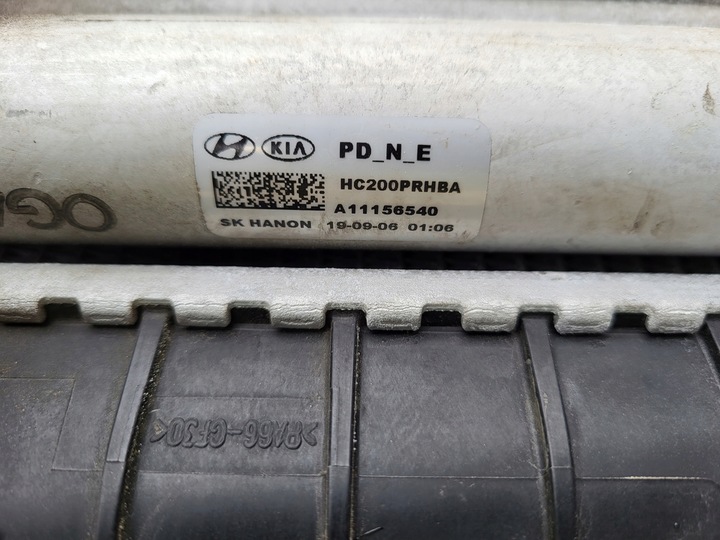 KIA PD_N_E
HC200PRHBA
A11156540
SK HANON 19-09-06 01:06
>PA66-GF30<